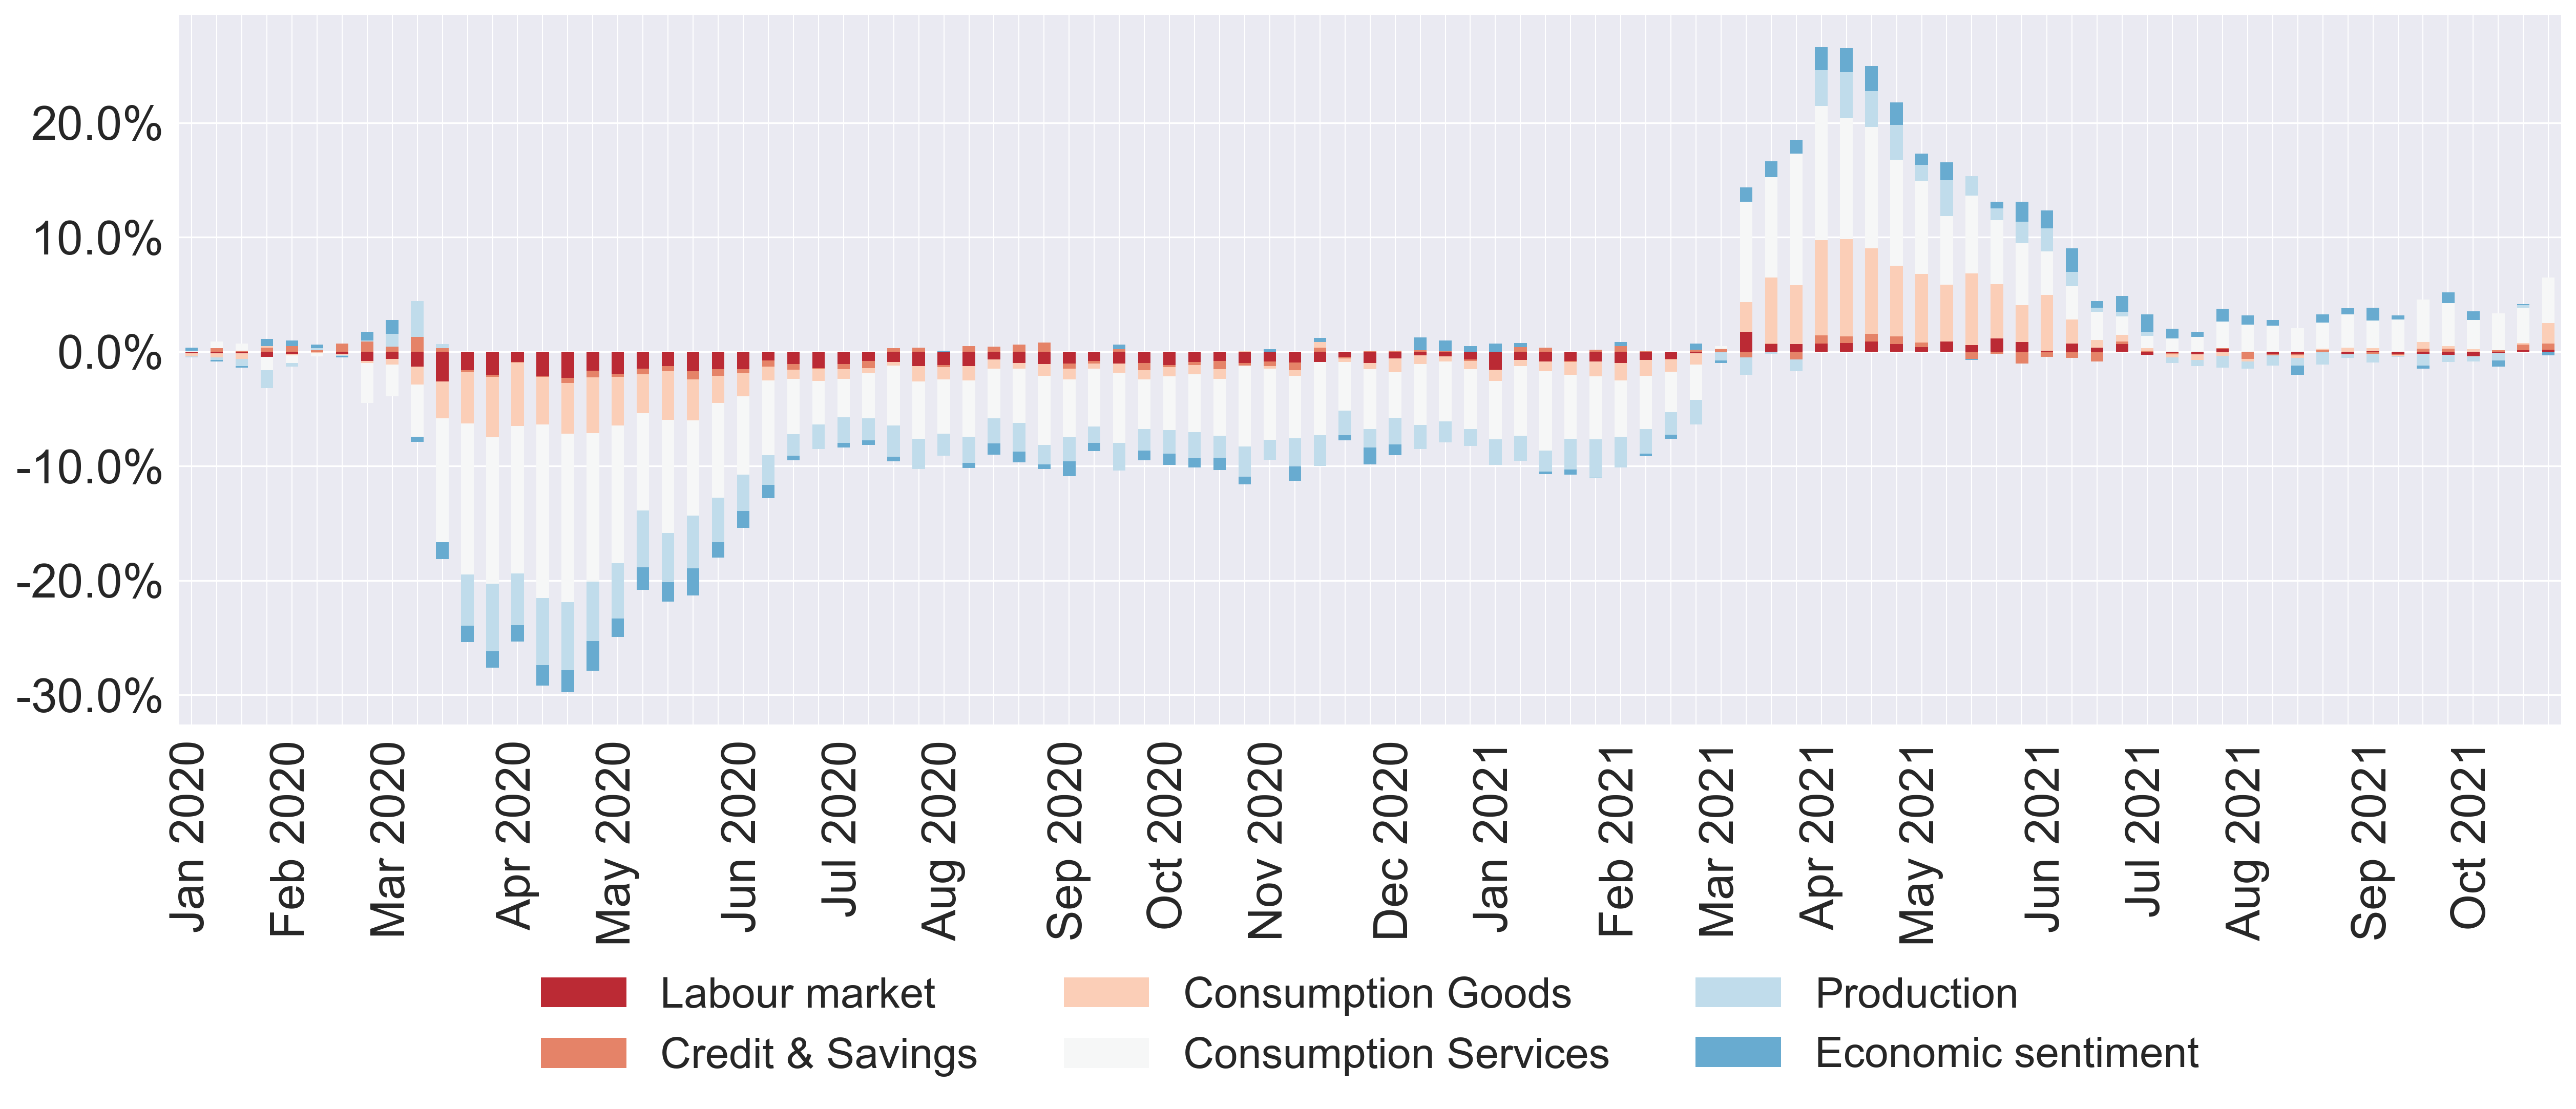 20.0%
10.0%
0.0%
-10.0%
-20.0%
-30.0%
Jan 2020
Feb 2020
Mar 2020
Apr 2020
May 2020
Jun 2020
Jul 2020
Aug 2020
Sep 2020
Oct 2020
Nov 2020
Dec 2020
Jan 2021
Feb 2021
Mar 2021
Apr 2021
May 2021
Jun 2021
Jul 2021
Aug 2021
Sep 2021
Oct 2021
Labour market
Consumption Goods
Production
Credit & Savings
Consumption Services
Economic sentiment